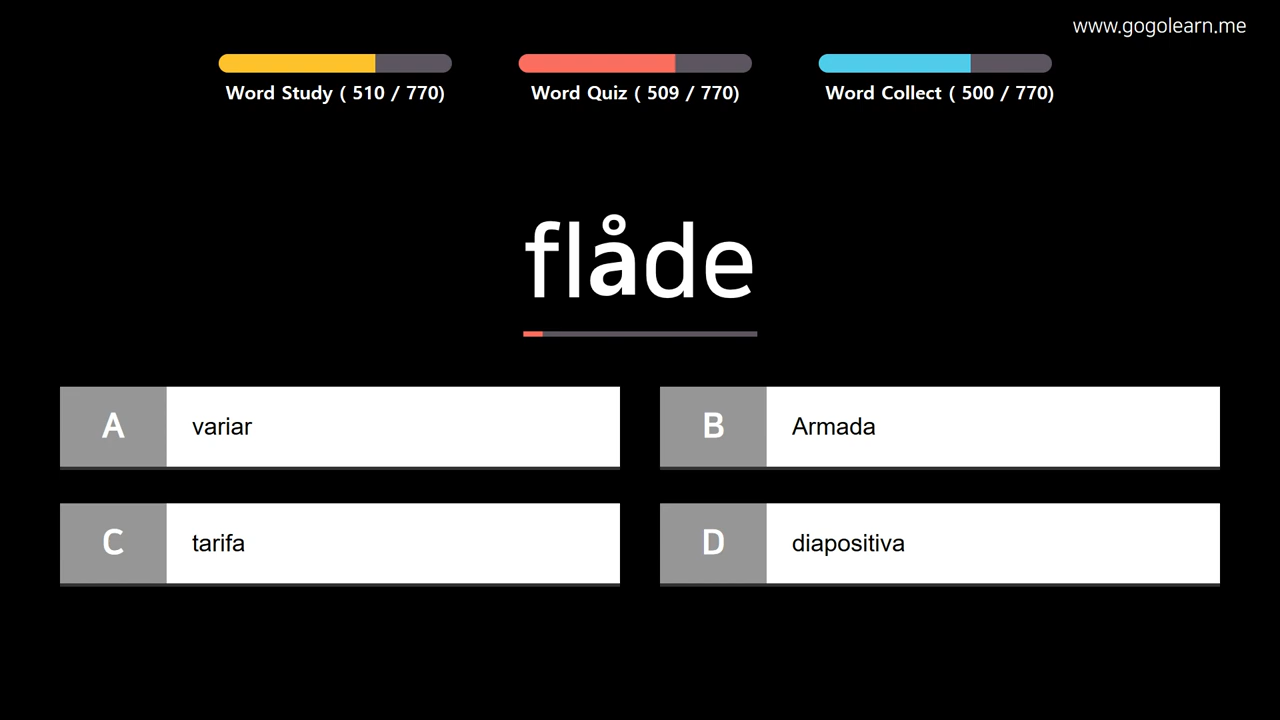 www.gogolearn.me
Word Study ( 510 / 770)
Word Quiz ( 509 / 770)
Word Collect ( 500 / 770)
flåde
A variar
B Armada
C tarifa
D diapositiva